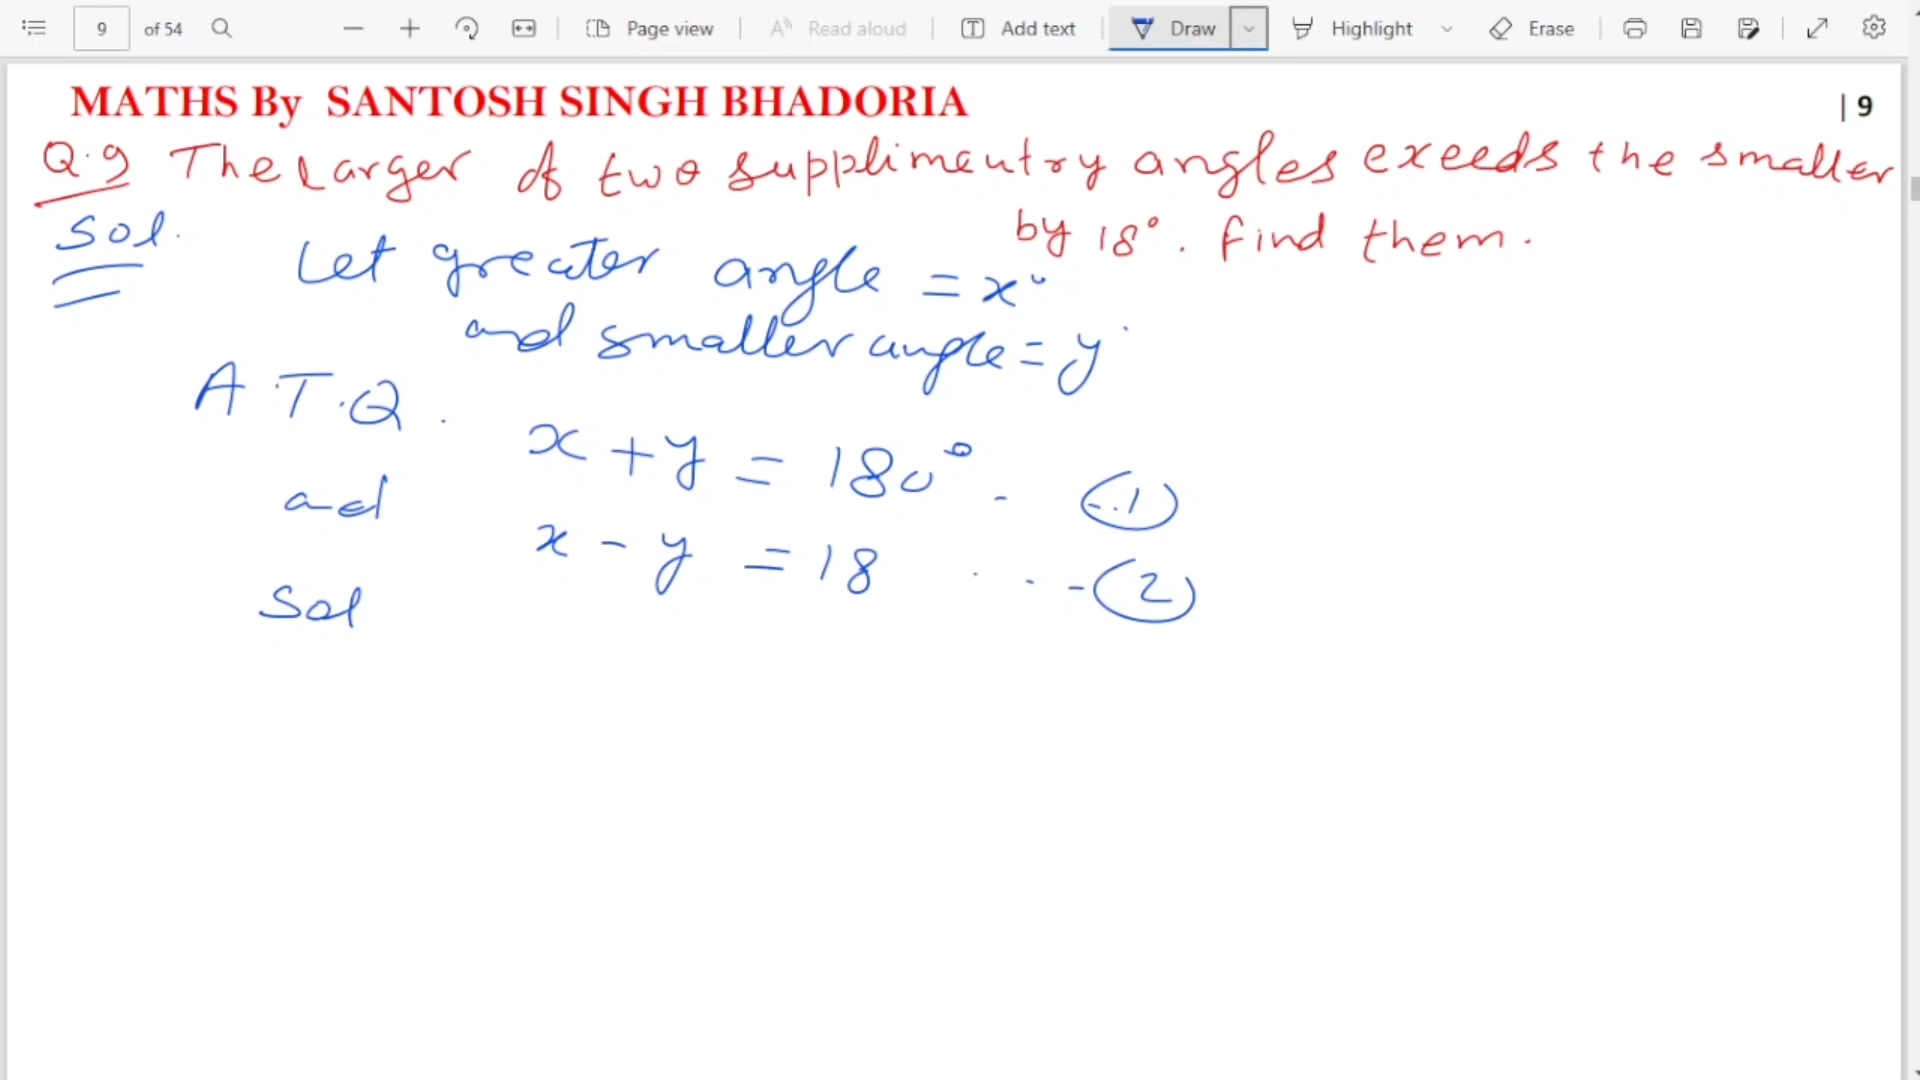 9 of 54 Page view Read aloud Add text Draw Highlight Erase
MATHS By SANTOSH SINGH BHADORIA | 9
Q.9 The Larger of two supplimentry angles exeeds the smaller
by 18°. find them.
Sol.
Let greater angle = x°
and smaller angle = y°
A.T.Q.
x + y = 180° - (1)
and
x - y = 18 ... - (2)
Sol